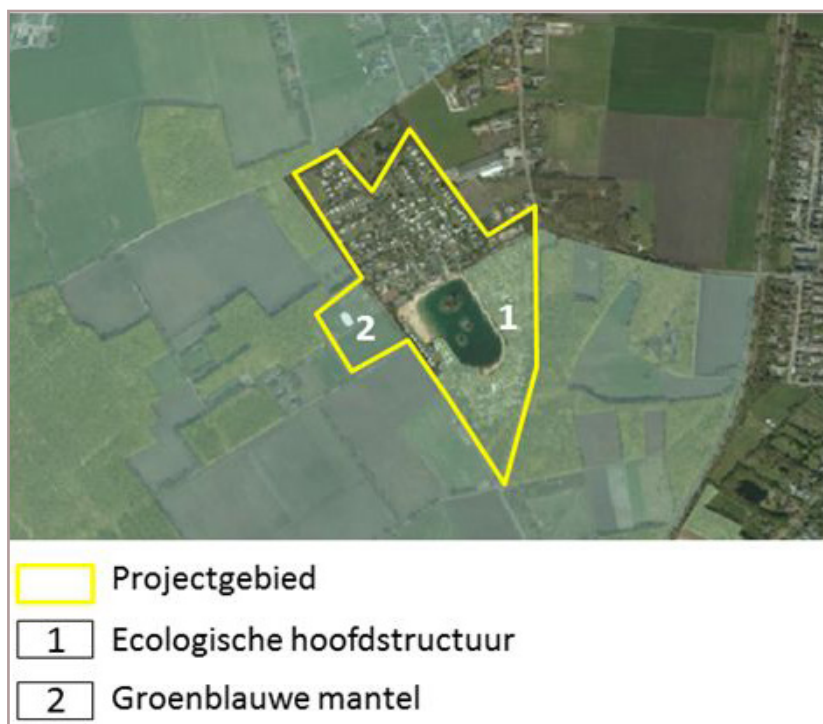 1
2
Projectgebied
1 Ecologische hoofdstructuur
2 Groenblauwe mantel